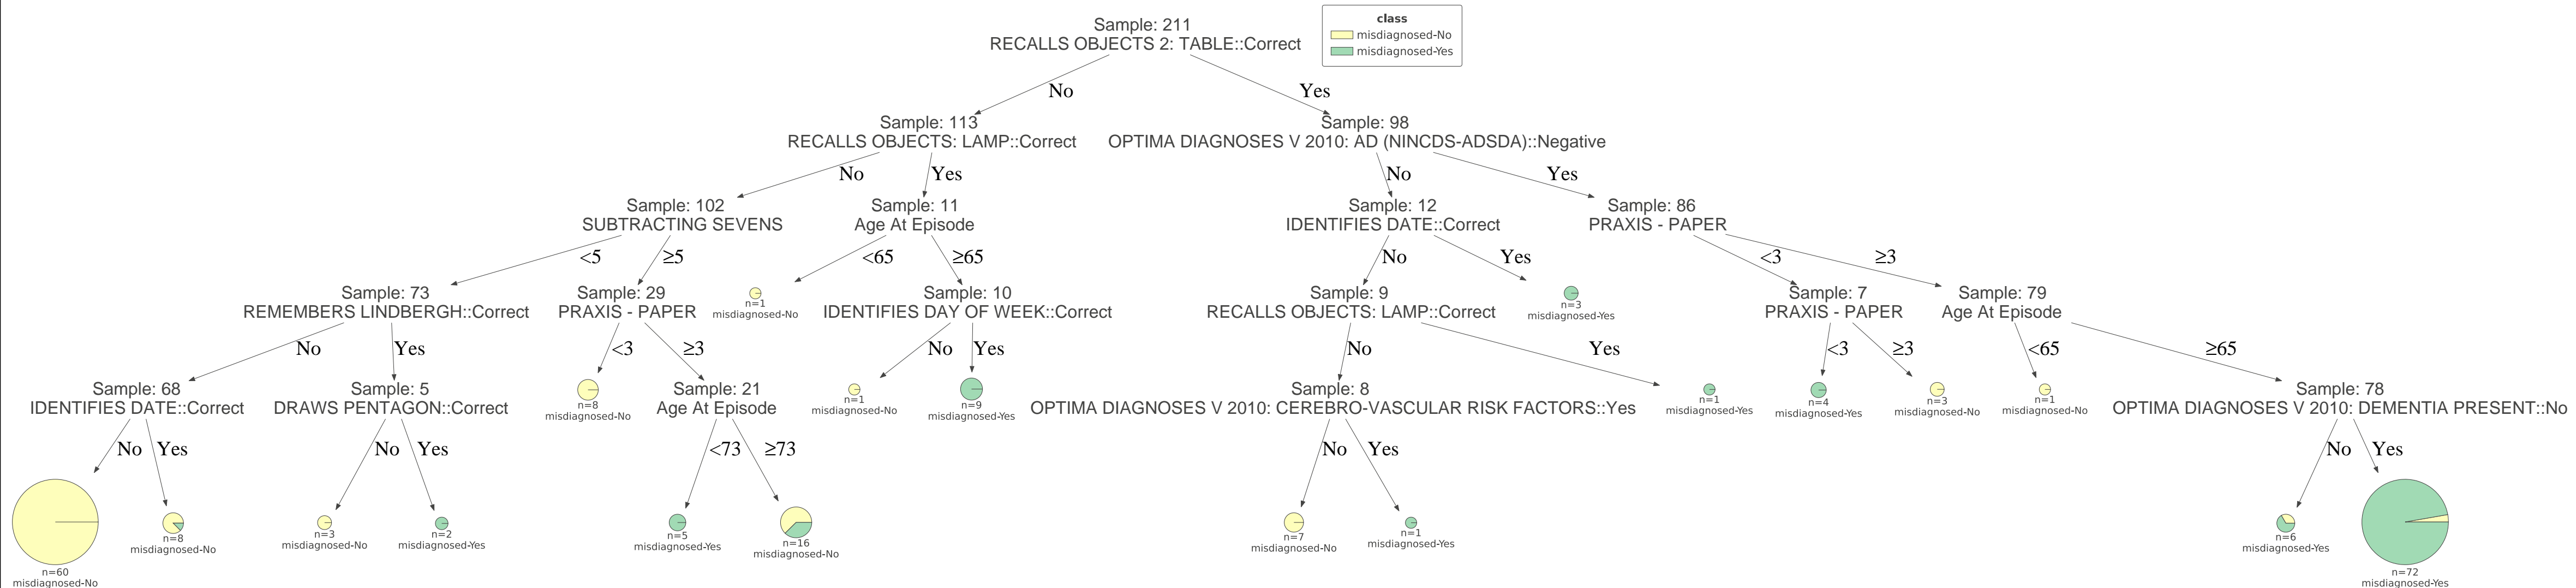 Sample: 211
RECALLS OBJECTS 2: TABLE::Correct
class
misdiagnosed-No
misdiagnosed-Yes
No
Yes
Sample: 113
RECALLS OBJECTS: LAMP::Correct
Sample: 98
OPTIMA DIAGNOSES V 2010: AD (NINCDS-ADSDA)::Negative
No
Yes
No
Yes
Sample: 102
SUBTRACTING SEVENS
Sample: 11
Age At Episode
Sample: 12
IDENTIFIES DATE::Correct
Sample: 86
PRAXIS - PAPER
<5
≥5
<65
≥65
No
Yes
<3
≥3
Sample: 73
REMEMBERS LINDBERGH::Correct
Sample: 29
PRAXIS - PAPER
n=1
misdiagnosed-No
Sample: 10
IDENTIFIES DAY OF WEEK::Correct
Sample: 9
RECALLS OBJECTS: LAMP::Correct
n=3
misdiagnosed-Yes
Sample: 7
PRAXIS - PAPER
Sample: 79
Age At Episode
No
Yes
<3
≥3
No
Yes
No
Yes
<3
≥3
<65
≥65
Sample: 68
IDENTIFIES DATE::Correct
Sample: 5
DRAWS PENTAGON::Correct
n=8
misdiagnosed-No
Sample: 21
Age At Episode
n=1
misdiagnosed-No
n=9
misdiagnosed-Yes
Sample: 8
OPTIMA DIAGNOSES V 2010: CEREBRO-VASCULAR RISK FACTORS::Yes
n=1
misdiagnosed-Yes
n=4
misdiagnosed-Yes
n=3
misdiagnosed-No
n=1
misdiagnosed-No
Sample: 78
OPTIMA DIAGNOSES V 2010: DEMENTIA PRESENT::No
No
Yes
No
Yes
<73
≥73
No
Yes
No
Yes
n=60
misdiagnosed-No
n=8
misdiagnosed-No
n=3
misdiagnosed-No
n=2
misdiagnosed-Yes
n=5
misdiagnosed-Yes
n=16
misdiagnosed-No
n=7
misdiagnosed-No
n=1
misdiagnosed-Yes
n=6
misdiagnosed-Yes
n=72
misdiagnosed-Yes